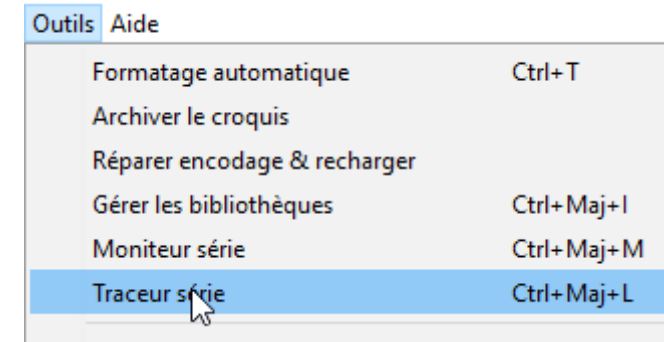 Outils Aide
Formatage automatique Ctrl+T
Archiver le croquis
Réparer encodage & recharger
Gérer les bibliothèques Ctrl+Maj+I
Moniteur série Ctrl+Maj+M
Traceur série Ctrl+Maj+L